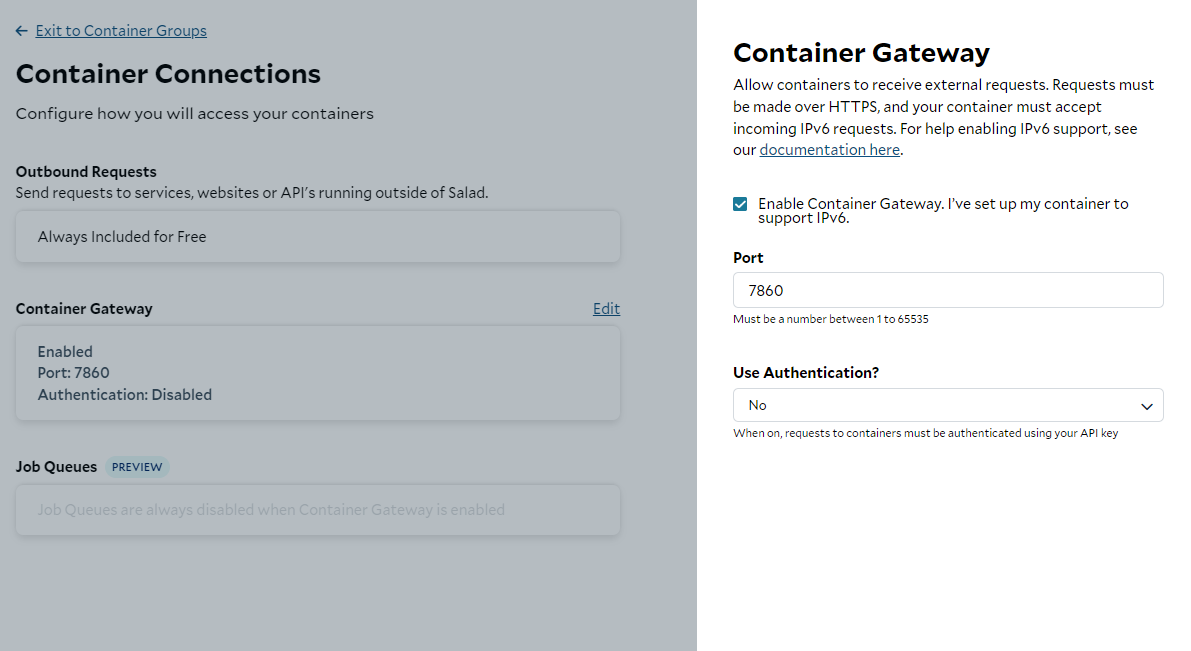 Exit to Container Groups
Container Connections
Configure how you will access your containers
Outbound Requests
Send requests to services, websites or API's running outside of Salad.
Always Included for Free
Container Gateway
Edit
Enabled
Port: 7860
Authentication: Disabled
Job Queues
PREVIEW
Job Queues are always disabled when Container Gateway is enabled
Container Gateway
Allow containers to receive external requests. Requests must
be made over HTTPS, and your container must accept
incoming IPv6 requests. For help enabling IPv6 support, see
our documentation here.
Enable Container Gateway. I've set up my container to
support IPv6.
Port
7860
Must be a number between 1 to 65535
Use Authentication?
No
When on, requests to containers must be authenticated using your API key